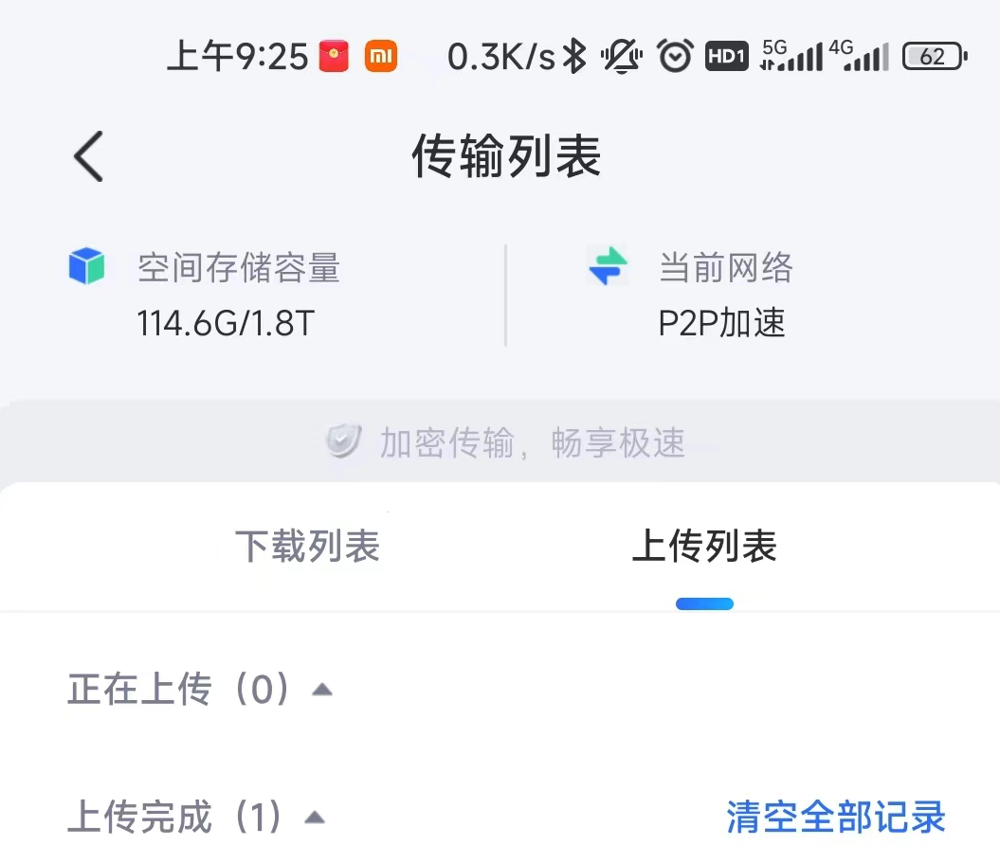 上午9:25 mi 0.3K/s HD1 5G 4G 62
传输列表
空间存储容量 当前网络
114.6G/1.8T P2P加速
加密传输，畅享极速
下载列表 上传列表
正在上传（0）
上传完成（1） 清空全部记录